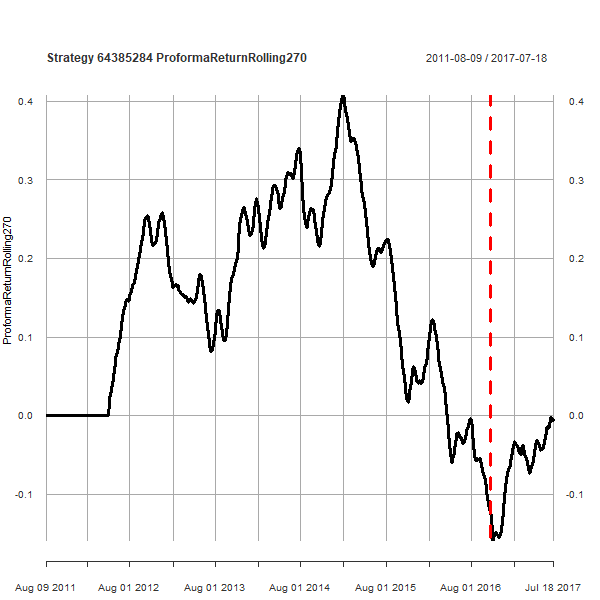 Strategy 64385284 ProformaReturnRolling270
2011-08-09 / 2017-07-18
0.4 0.4
0.3 0.3
0.2 0.2
0.1 0.1
0.0 0.0
-0.1 -0.1
ProformaReturnRolling270
Aug 09 2011 Aug 01 2012 Aug 01 2013 Aug 01 2014 Aug 01 2015 Aug 01 2016 Jul 18 2017